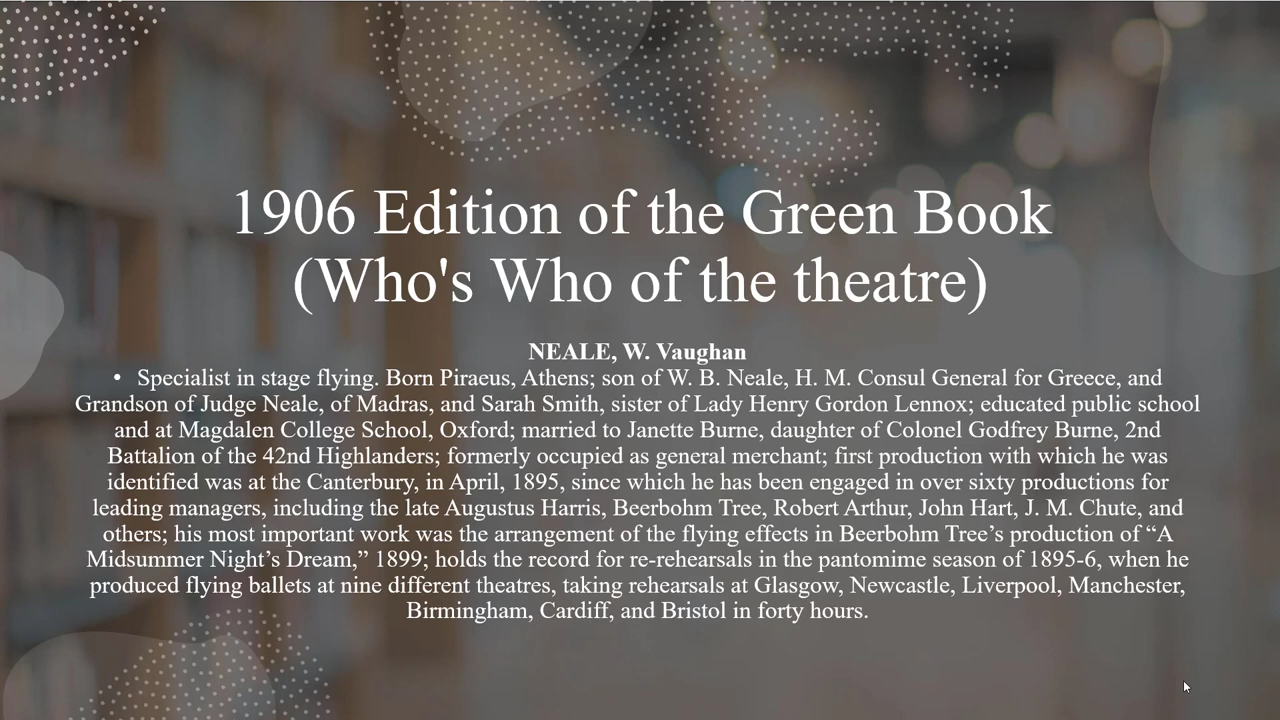 1906 Edition of the Green Book
(Who's Who of the theatre)
NEALE, W. Vaughan
• Specialist in stage flying. Born Piraeus, Athens; son of W. B. Neale, H. M. Consul General for Greece, and
Grandson of Judge Neale, of Madras, and Sarah Smith, sister of Lady Henry Gordon Lennox; educated public school
and at Magdalen College School, Oxford; married to Janette Burne, daughter of Colonel Godfrey Burne, 2nd
Battalion of the 42nd Highlanders; formerly occupied as general merchant; first production with which he was
identified was at the Canterbury, in April, 1895, since which he has been engaged in over sixty productions for
leading managers, including the late Augustus Harris, Beerbohm Tree, Robert Arthur, John Hart, J. M. Chute, and
others; his most important work was the arrangement of the flying effects in Beerbohm Tree’s production of “A
Midsummer Night’s Dream,” 1899; holds the record for re-rehearsals in the pantomime season of 1895-6, when he
produced flying ballets at nine different theatres, taking rehearsals at Glasgow, Newcastle, Liverpool, Manchester,
Birmingham, Cardiff, and Bristol in forty hours.